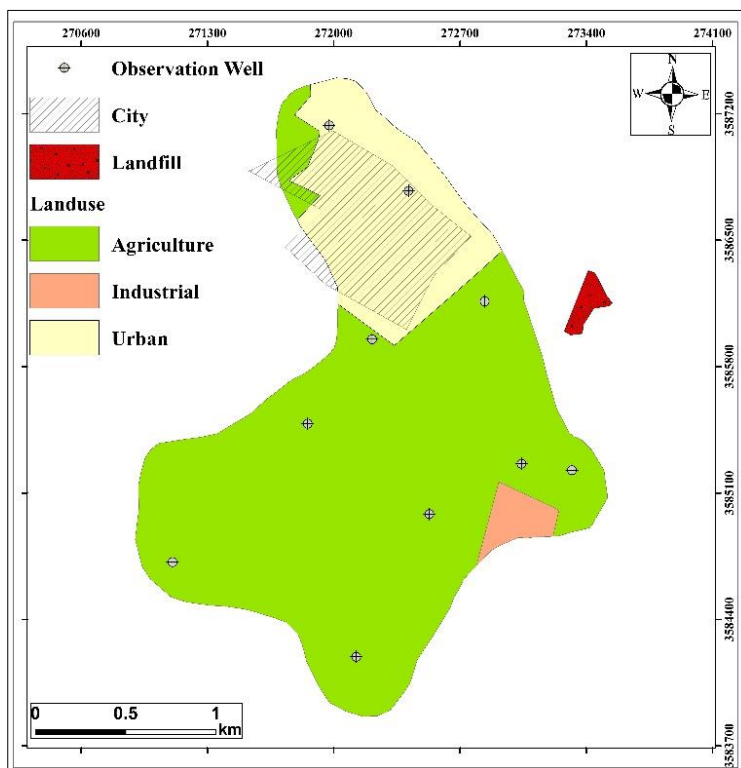 270600 271300 272000 272700 273400 274100
Observation Well
City
Landfill
Landuse
Agriculture
Industrial
Urban
N
W E
S
3587200
3586500
3585800
3585100
3584400
3583700
0 0.5 1
km